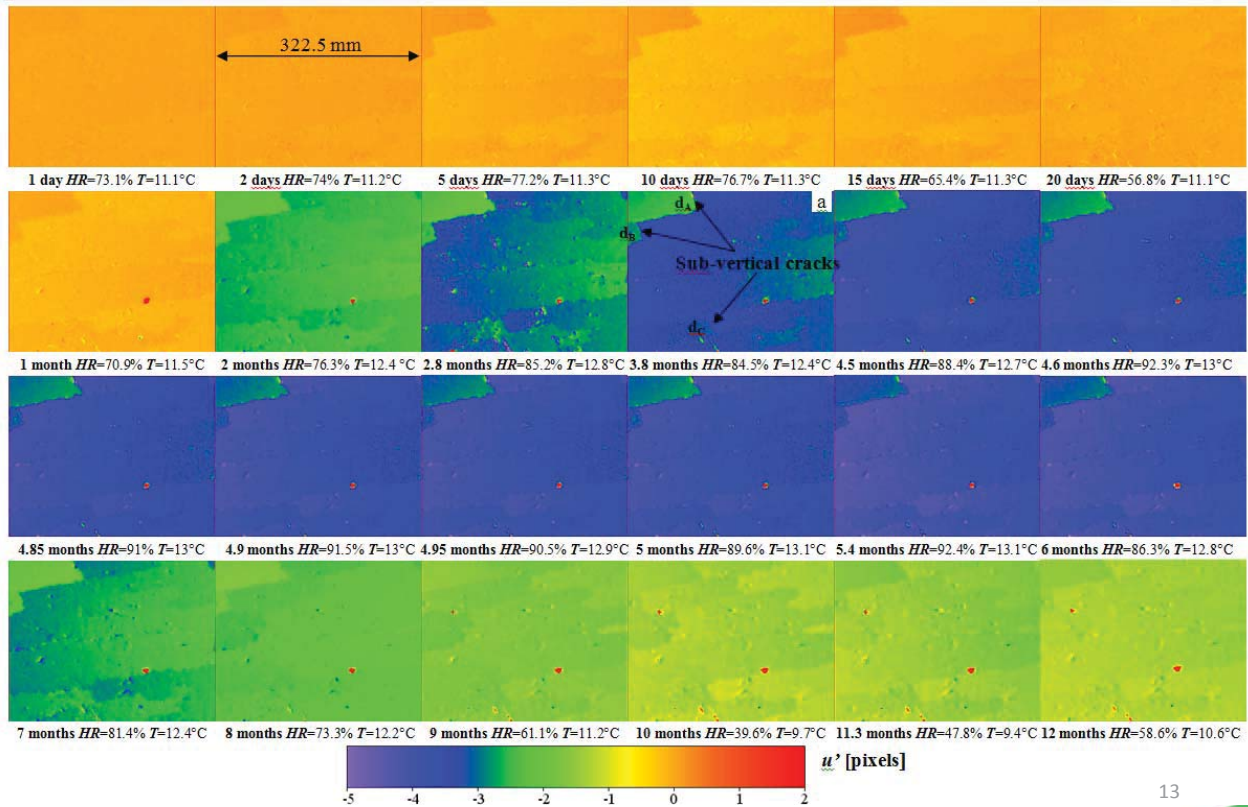 322.5 mm
1 day HR=73.1% T=11.1°C 2 days HR=74% T=11.2°C 5 days HR=77.2% T=11.3°C 10 days HR=76.7% T=11.3°C 15 days HR=65.4% T=11.3°C 20 days HR=56.8% T=11.1°C
a
dA
dB
Sub-vertical cracks
dC
1 months HR=70.9% T=11.5°C 2 months HR=76.3% T=12.4°C 2.8 months HR=85.2% T=12.8°C 3.8 months HR=84.5% T=12.4°C 4.5 months HR=88.4% T=12.7°C 4.6 months HR=92.3% T=13°C
4.85 months HR=91% T=13°C 4.9 months HR=91.5% T=13°C 4.95 months HR=90.5% T=12.9°C 5 months HR=89.6% T=13.1°C 5.4 months HR=92.4% T=13.1°C 6 months HR=86.3% T=12.8°C
7 months HR=81.4% T=12.4°C 8 months HR=73.3% T=12.2°C 9 months HR=61.1% T=11.2°C 10 months HR=39.6% T=9.7°C 11.3 months HR=47.8% T=9.4°C 12 months HR=58.6% T=10.6°C
u' [pixels]
-5 -4 -3 -2 -1 0 1 2
13